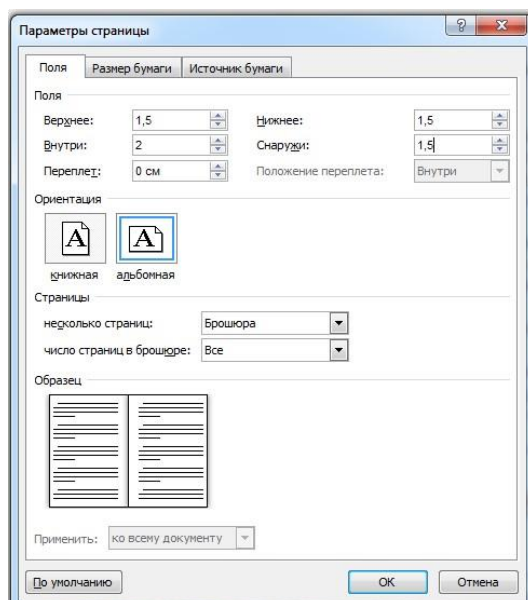 Параметры страницы
Поля Размер бумаги Источник бумаги
Поля
Верхнее: 1,5 Нижнее: 1,5
Внутри: 2 Снаружи: 1,5
Переплет: 0 см Положение переплета: Внутри
Ориентация
A A
книжная альбомная
Страницы
несколько страниц: Брошюра
число страниц в брошюре: Все
Образец
Применить: ко всему документу
По умолчанию ОК Отмена